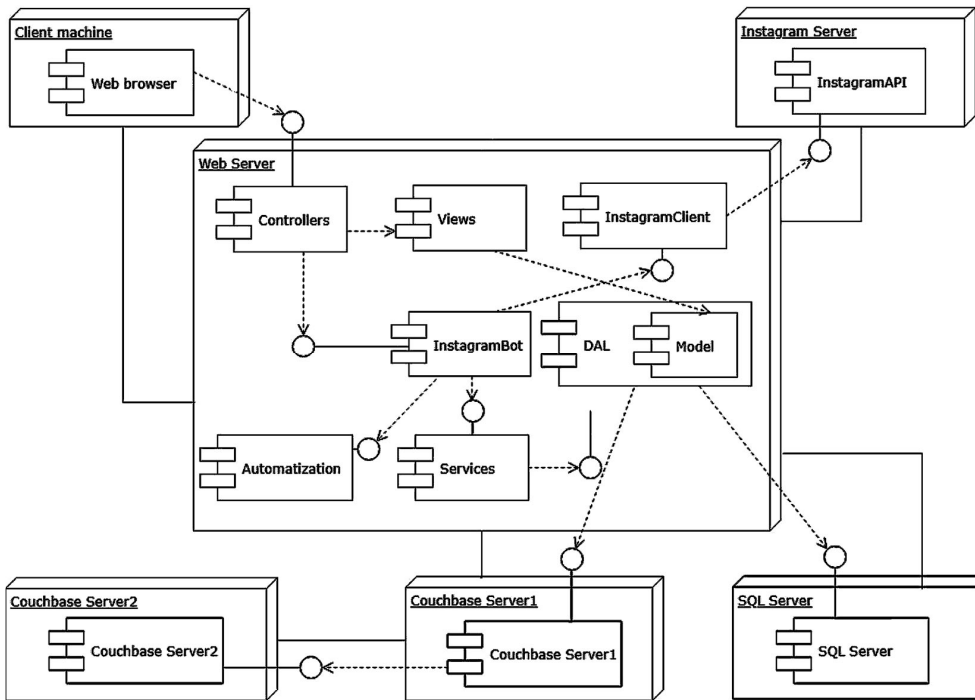 Client machine
Web browser
Instagram Server
InstagramAPI
Web Server
Controllers
Views
InstagramClient
InstagramBot
DAL
Model
Automatization
Services
Couchbase Server2
Couchbase Server2
Couchbase Server1
Couchbase Server1
SQL Server
SQL Server